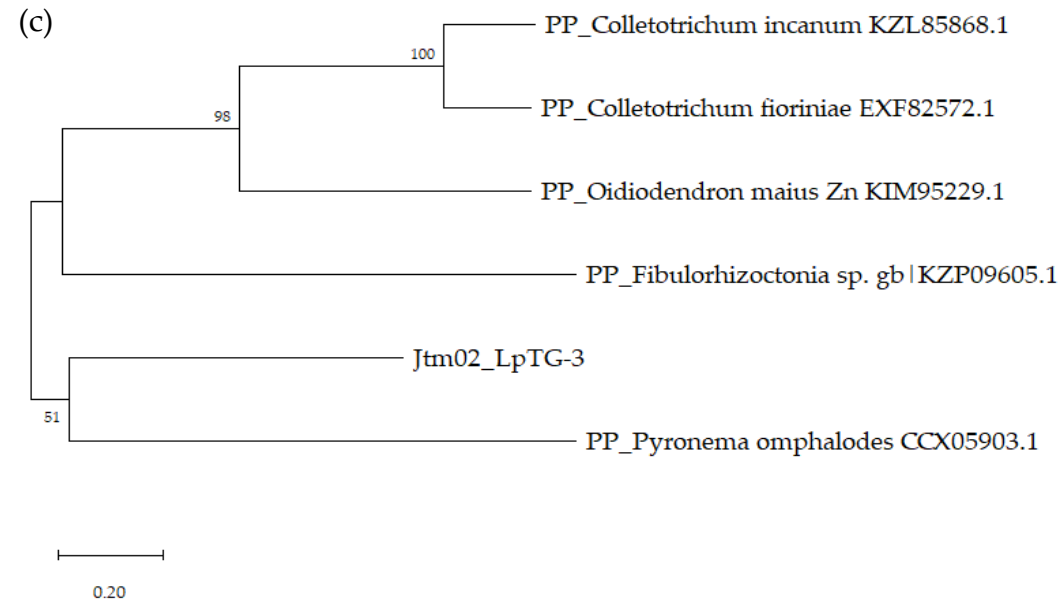 (c)
PP_Colletotrichum incanum KZL85868.1
100
PP_Colletotrichum fioriniae EXF82572.1
98
PP_Oidiodendron maius Zn KIM95229.1
PP_Fibulorhizoctonia sp. gb|KZP09605.1
Jtm02_LpTG-3
51
PP_Pyronema omphalodes CCX05903.1
0.20